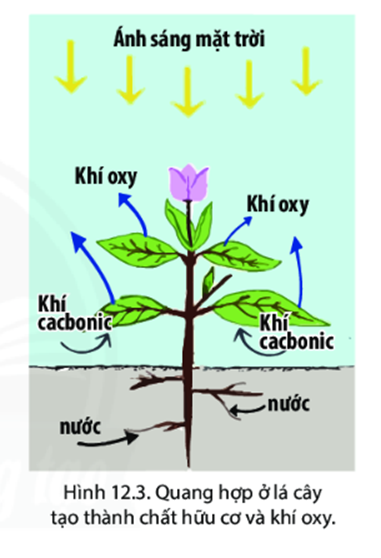 Ánh sáng mặt trời
Khí oxy
Khí oxy
Khí
cacbonic
Khí
cacbonic
nước
nước
Hình 12.3. Quang hợp ở lá cây
tạo thành chất hữu cơ và khí oxy.